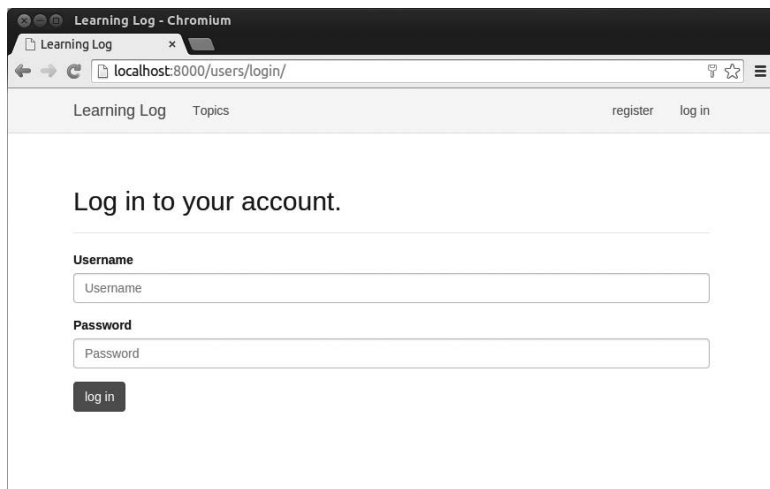 Learning Log - Chromium
Learning Log
localhost:8000/users/login/
Learning Log Topics register log in
Log in to your account.
Username
Username
Password
Password
log in